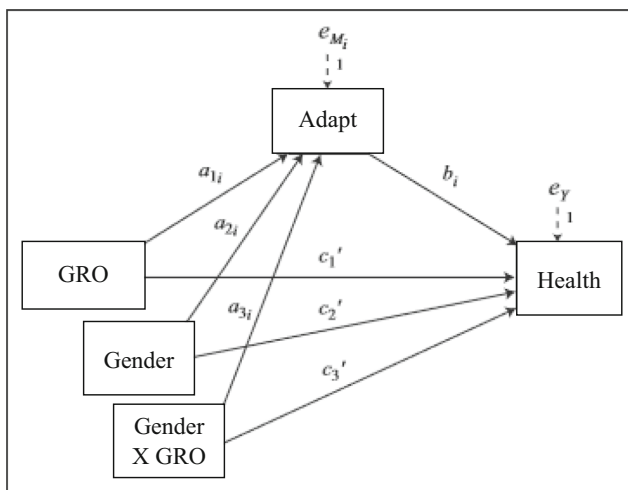 e_{M_i}
1
Adapt
a_{1i}
b_i
a_{2i}
e_Y
1
GRO
c_1'
Health
a_{3i}
c_2'
Gender
c_3'
Gender
X GRO